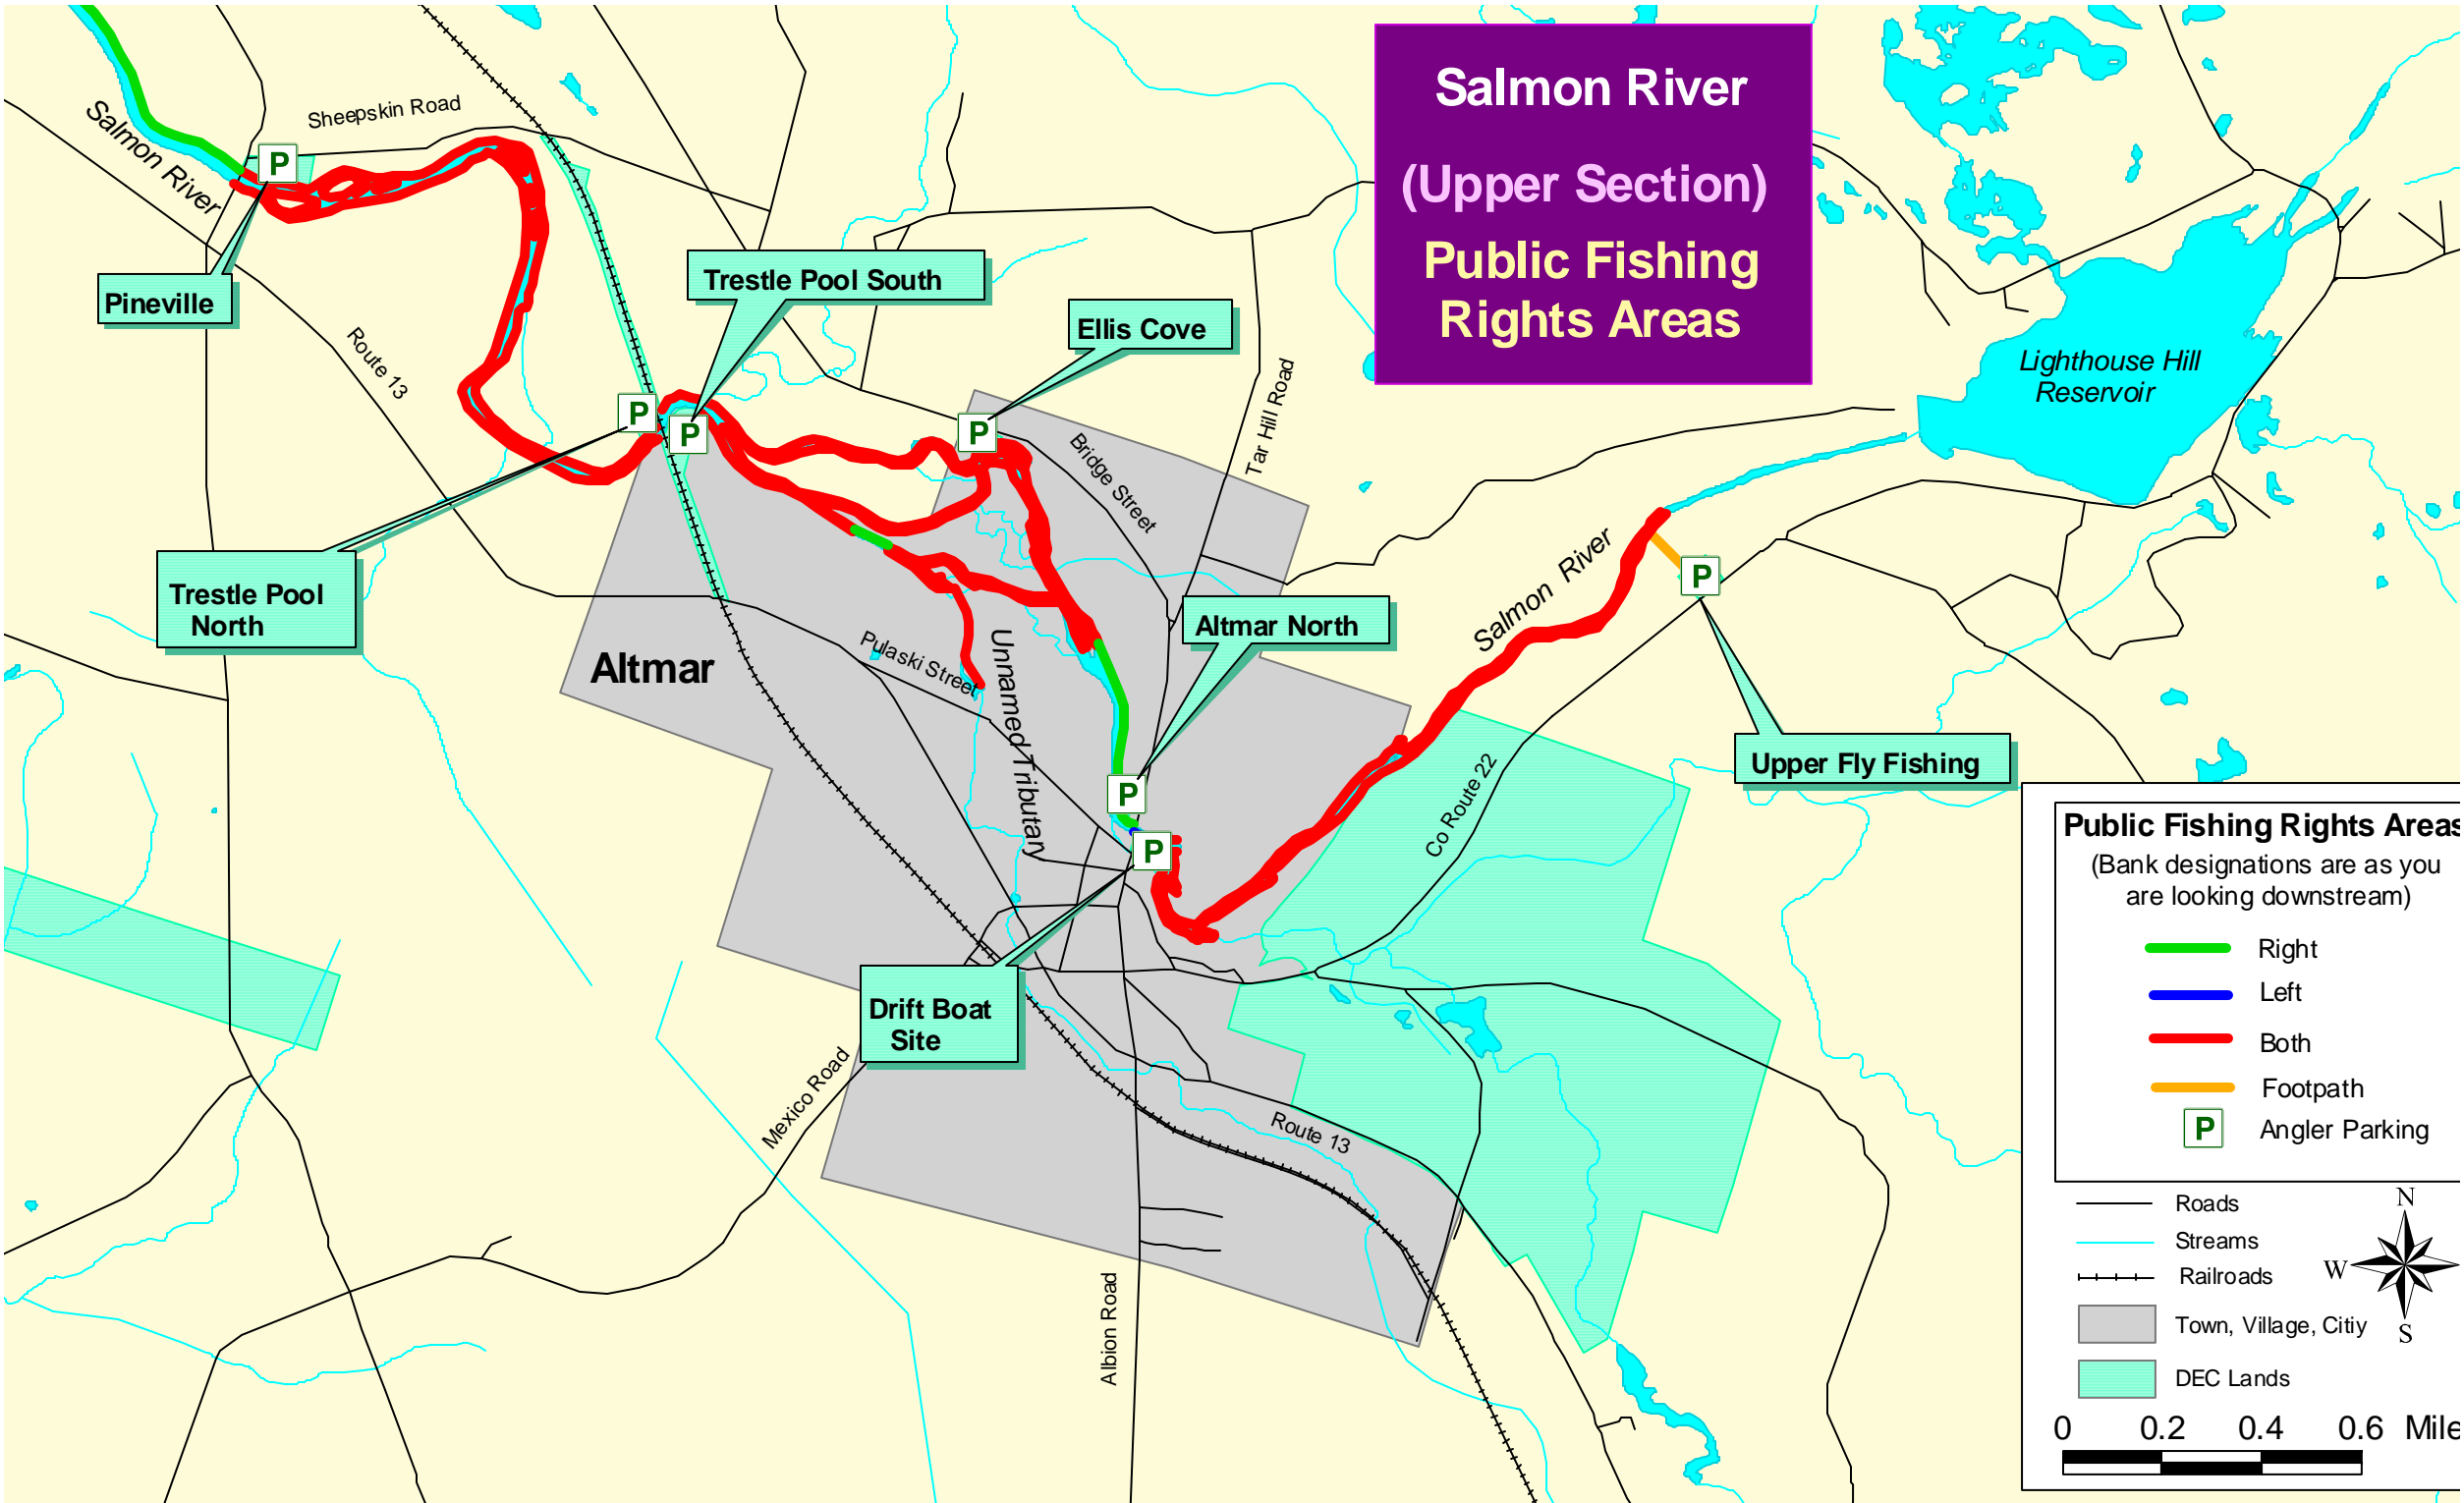 Salmon River
(Upper Section)
Public Fishing
Rights Areas
Sheepskin Road
Salmon River
P
Pineville
Route 13
Trestle Pool South
Ellis Cove
P
P
P
Tar Hill Road
Bridge Street
Lighthouse Hill
Reservoir
Trestle Pool
North
Salmon River
P
Altmar North
Altmar
Pulaski Street
Unnamed Tributary
Upper Fly Fishing
Co Route 22
P
P
Drift Boat
Site
Mexico Road
Route 13
Albion Road
Public Fishing Rights Areas
(Bank designations are as you
are looking downstream)
Right
Left
Both
Footpath
P Angler Parking
Roads
Streams
Railroads
Town, Village, Citiy
DEC Lands
N
W
S
0 0.2 0.4 0.6 Mile